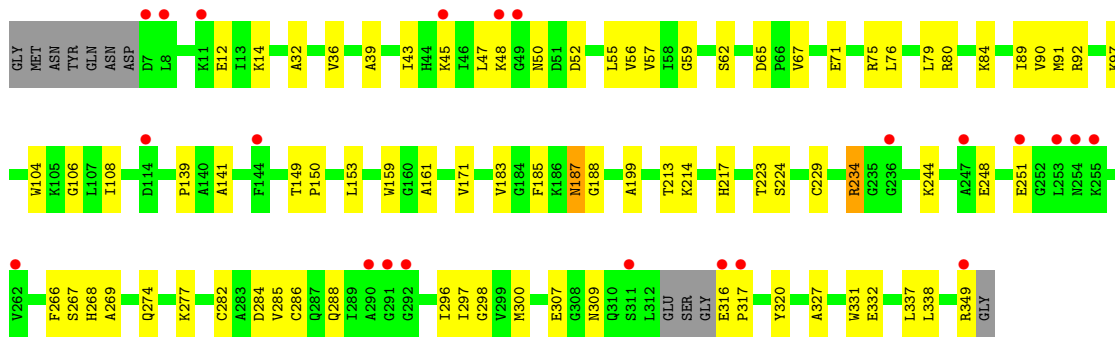 GLY MET ASN TYR GLN ASN ASP D7 L8 K11 E12 I13 K14 A32 V36 A39 I43 H44 K45 I46 L47 K48 G49 N50 D51 D52 L55 V56 V57 I58 G59 S62 D65 P66 V67 E71 R75 L76 L79 R80 K84 I89 V90 M91 R92 K97
W104 K105 G106 L107 I108 D114 P139 A140 A141 F144 T149 P150 L153 W159 G160 A161 V171 V183 G184 F185 K186 N187 G188 A199 T213 K214 H217 T223 S224 C229 R234 G235 G236 K244 A247 E248 E251 G252 L253 N254 K255
V262 F266 S267 H268 A269 Q274 K277 C282 A283 D284 V285 C286 Q287 Q288 I289 A290 G291 G292 I296 I297 G298 V299 M300 E307 G308 N309 Q310 S311 L312 GLU SER GLY E316 P317 Y320 A327 W331 E332 L337 L338 R349 GLY